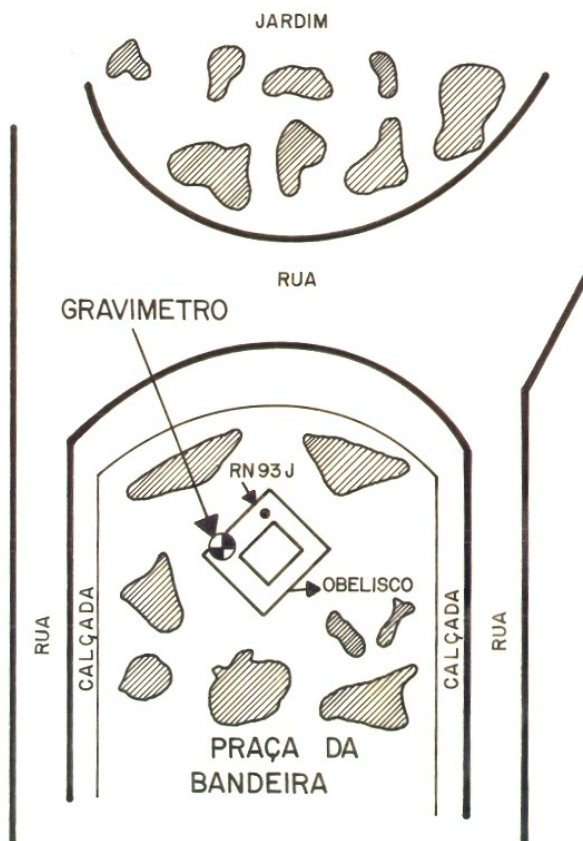 JARDIM
RUA
GRAVIMETRO
RN 93 J
OBELISCO
RUA
CALÇADA
CALÇADA
RUA
PRAÇA DA
BANDEIRA